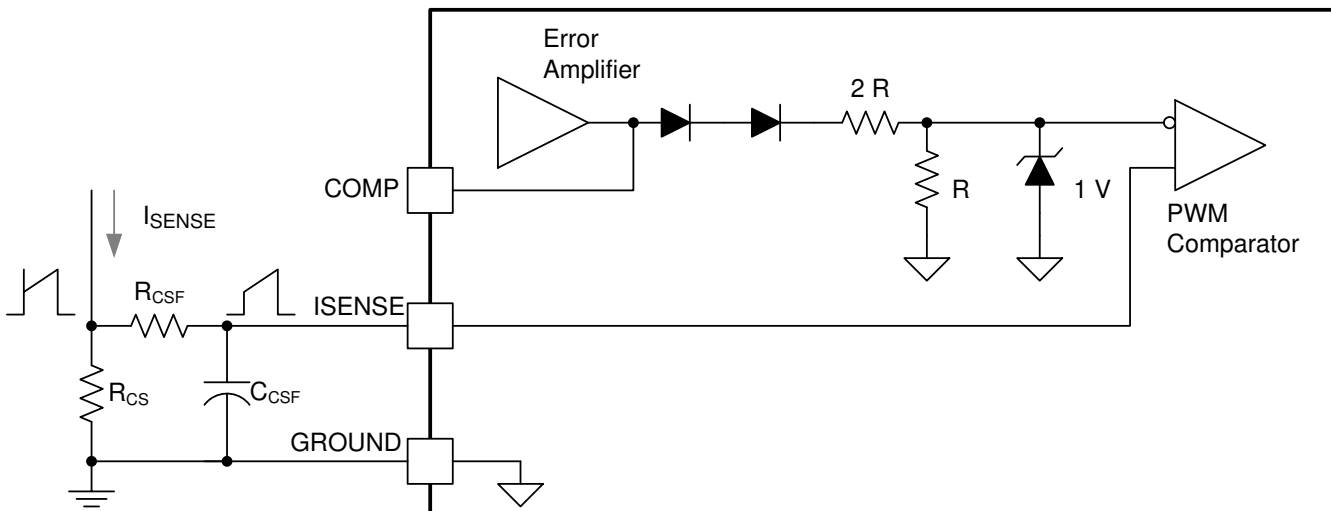 Error
Amplifier
2 R
COMP
R
1 V
PWM
Comparator
I_SENSE
R_CSF
ISENSE
R_CS
C_CSF
GROUND